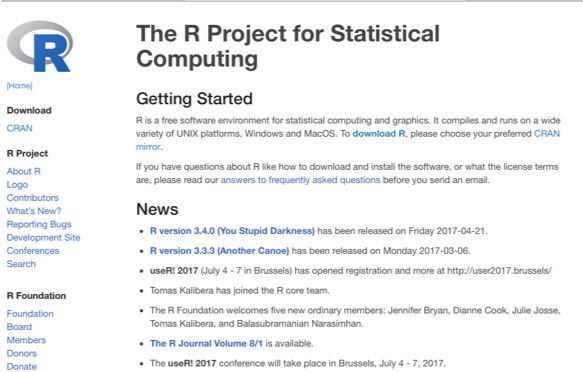 R
[Home]
Download
CRAN
R Project
About R
Logo
Contributors
What's New?
Reporting Bugs
Development Site
Conferences
Search
R Foundation
Foundation
Board
Members
Donors
Donate
The R Project for Statistical
Computing
Getting Started
R is a free software environment for statistical computing and graphics. It compiles and runs on a wide
variety of UNIX platforms, Windows and MacOS. To download R, please choose your preferred CRAN
mirror.
If you have questions about R like how to download and install the software, or what the license terms
are, please read our answers to frequently asked questions before you send an email.
News
• R version 3.4.0 (You Stupid Darkness) has been released on Friday 2017-04-21.
• R version 3.3.3 (Another Canoe) has been released on Monday 2017-03-06.
• useR! 2017 (July 4 - 7 in Brussels) has opened registration and more at http://user2017.brussels/
• Tomas Kalibera has joined the R core team.
• The R Foundation welcomes five new ordinary members: Jennifer Bryan, Dianne Cook, Julie Josse,
Tomas Kalibera, and Balasubramanian Narasimhan.
• The R Journal Volume 8/1 is available.
• The useR! 2017 conference will take place in Brussels, July 4 - 7, 2017.